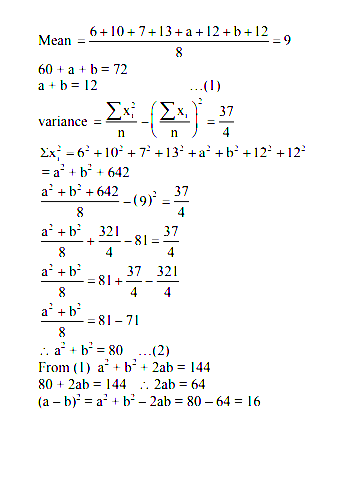 Mean = (6 + 10 + 7 + 13 + a + 12 + b + 12)/8 = 9
60 + a + b = 72
a + b = 12 ...(1)
variance = ∑xᵢ²/n − (∑xᵢ/n)² = 37/4
Σxᵢ² = 6² + 10² + 7² + 13² + a² + b² + 12² + 12²
= a² + b² + 642
(a² + b² + 642)/8 − (9)² = 37/4
(a² + b²)/8 + 321/4 − 81 = 37/4
(a² + b²)/8 = 81 + 37/4 − 321/4
(a² + b²)/8 = 81 − 71
∴ a² + b² = 80 ...(2)
From (1) a² + b² + 2ab = 144
80 + 2ab = 144 ∴ 2ab = 64
(a − b)² = a² + b² − 2ab = 80 − 64 = 16